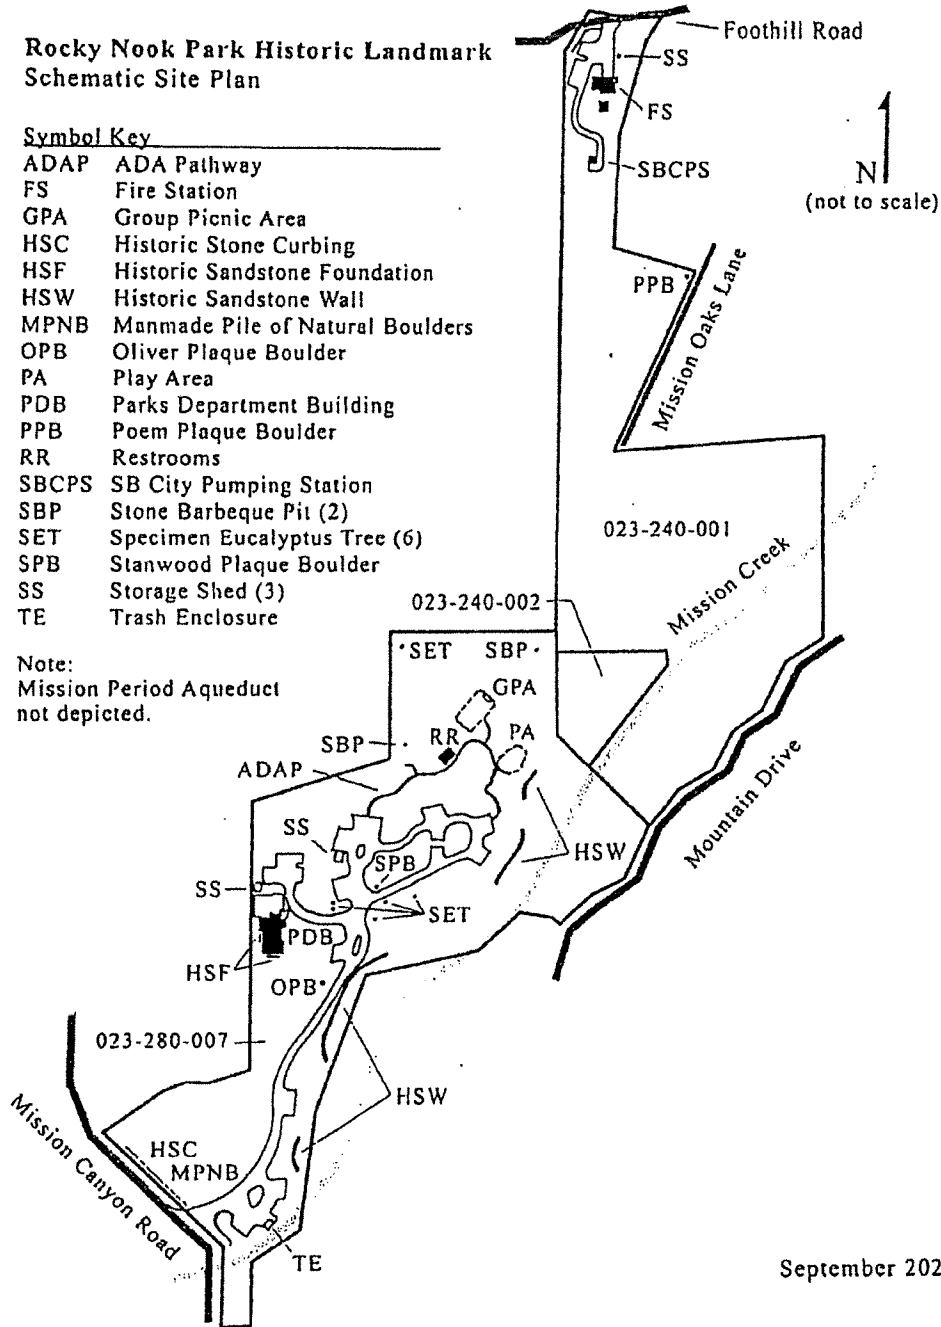 Rocky Nook Park Historic Landmark
Schematic Site Plan
Symbol Key
ADAP ADA Pathway
FS Fire Station
GPA Group Picnic Area
HSC Historic Stone Curbing
HSF Historic Sandstone Foundation
HSW Historic Sandstone Wall
MPNB Manmade Pile of Natural Boulders
OPB Oliver Plaque Boulder
PA Play Area
PDB Parks Department Building
PPB Poem Plaque Boulder
RR Restrooms
SBCPS SB City Pumping Station
SBP Stone Barbeque Pit (2)
SET Specimen Eucalyptus Tree (6)
SPB Stanwood Plaque Boulder
SS Storage Shed (3)
TE Trash Enclosure
Note:
Mission Period Aqueduct
not depicted.
Foothill Road
SS
FS
SBCPS
N
(not to scale)
PPB
Mission Oaks Lane
023-240-001
Mission Creek
023-240-002
SET SBP
GPA
PA
RR
SBP
ADAP
Mountain Drive
SS
HSW
SPB
SS
SET
PDB
HSF
OPB
023-280-007
HSW
Mission Canyon Road
HSC
MPNB
TE
September 202